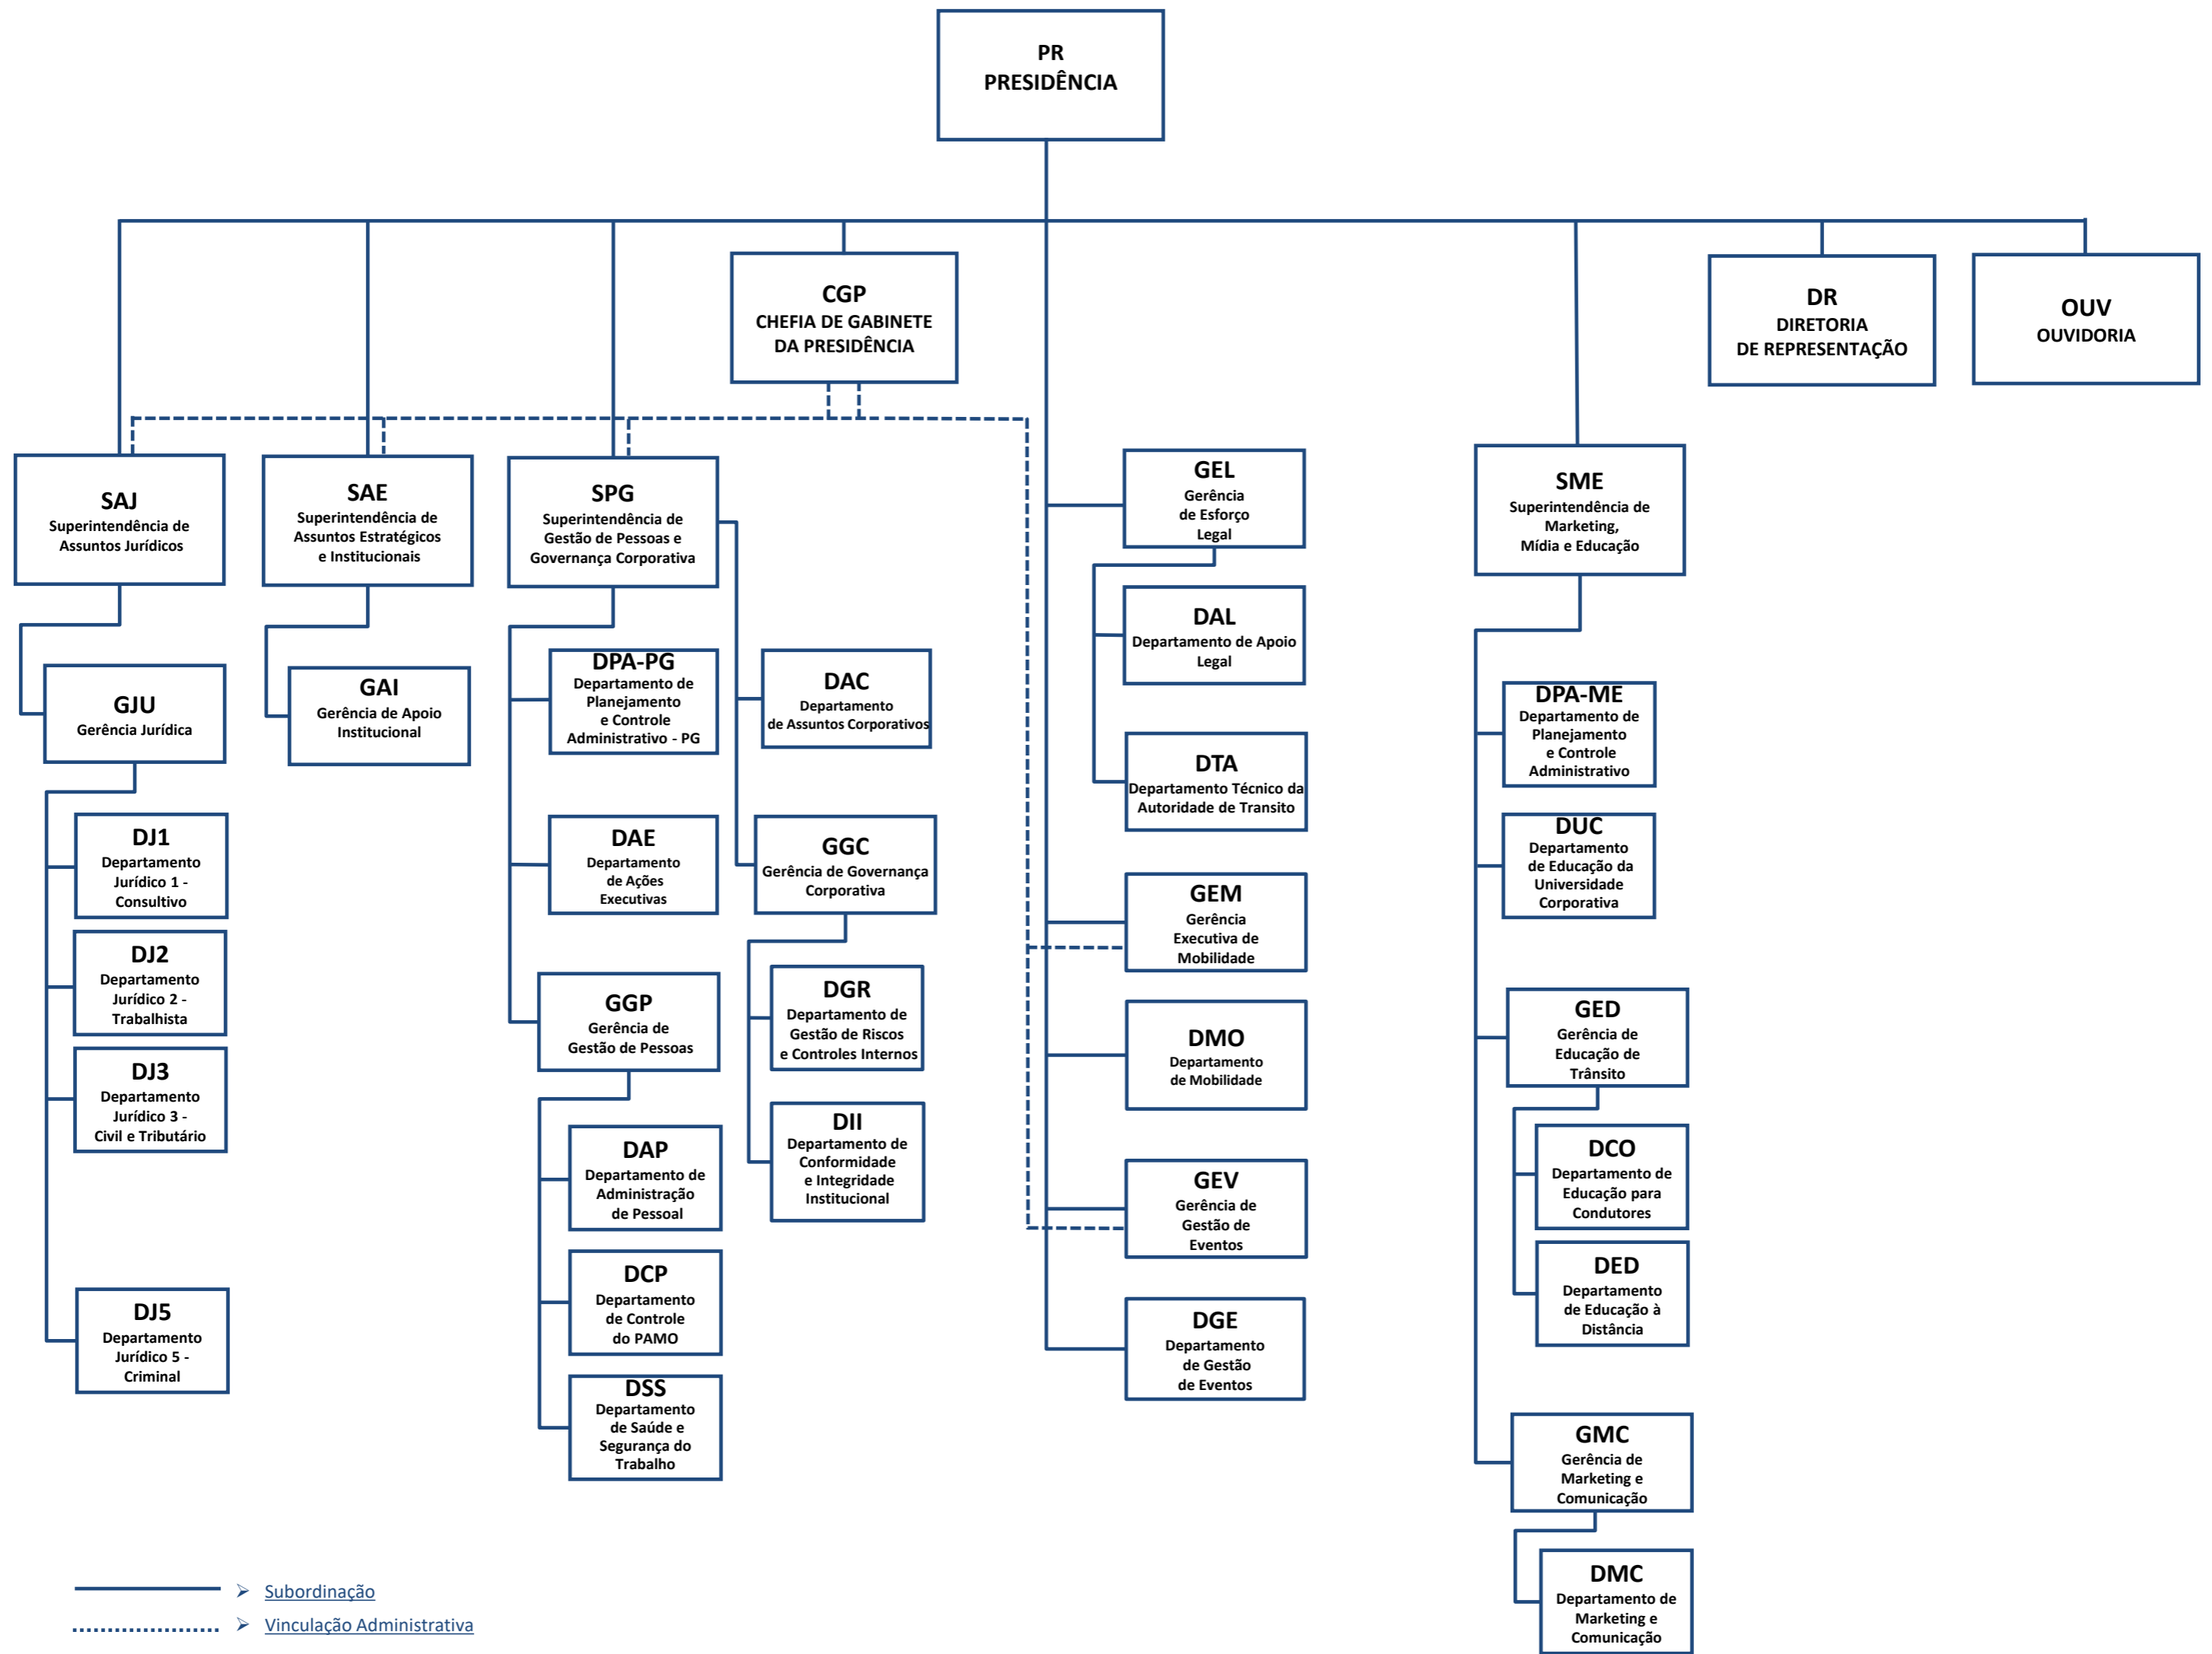 PR
PRESIDÊNCIA
CGP
CHEFIA DE GABINETE
DA PRESIDÊNCIA
DR
DIRETORIA
DE REPRESENTAÇÃO
OUV
OUVIDORIA
SAJ
Superintendência de
Assuntos Jurídicos
SAE
Superintendência de
Assuntos Estratégicos
e Institucionais
SPG
Superintendência de
Gestão de Pessoas e
Governança Corporativa
GEL
Gerência
de Esforço
Legal
SME
Superintendência de
Marketing,
Mídia e Educação
GJU
Gerência Jurídica
DJ1
Departamento
Jurídico 1 -
Consultivo
DJ2
Departamento
Jurídico 2 -
Trabalhista
DJ3
Departamento
Jurídico 3 -
Civil e Tributário
DJ5
Departamento
Jurídico 5 -
Criminal
GAI
Gerência de Apoio
Institucional
DPA-PG
Departamento de
Planejamento
e Controle
Administrativo - PG
DAE
Departamento
de Ações
Executivas
GGP
Gerência de
Gestão de Pessoas
DAP
Departamento de
Administração
de Pessoal
DCP
Departamento
de Controle
do PAMO
DSS
Departamento
de Saúde e
Segurança do
Trabalho
DAC
Departamento
de Assuntos Corporativos
GGC
Gerência de Governança
Corporativa
DGR
Departamento de
Gestão de Riscos
e Controles Internos
DII
Departamento de
Conformidade
e Integridade
Institucional
DAL
Departamento de Apoio
Legal
DTA
Departamento Técnico da
Autoridade de Transito
GEM
Gerência
Executiva de
Mobilidade
DMO
Departamento
de Mobilidade
GEV
Gerência de
Gestão de
Eventos
DGE
Departamento
de Gestão
de Eventos
DPA-ME
Departamento de
Planejamento
e Controle
Administrativo
DUC
Departamento
de Educação da
Universidade
Corporativa
GED
Gerência de
Educação de
Trânsito
DCO
Departamento de
Educação para
Condutores
DED
Departamento
de Educação à
Distância
GMC
Gerência de
Marketing e
Comunicação
DMC
Departamento de
Marketing e
Comunicação
Subordinação
Vinculação Administrativa